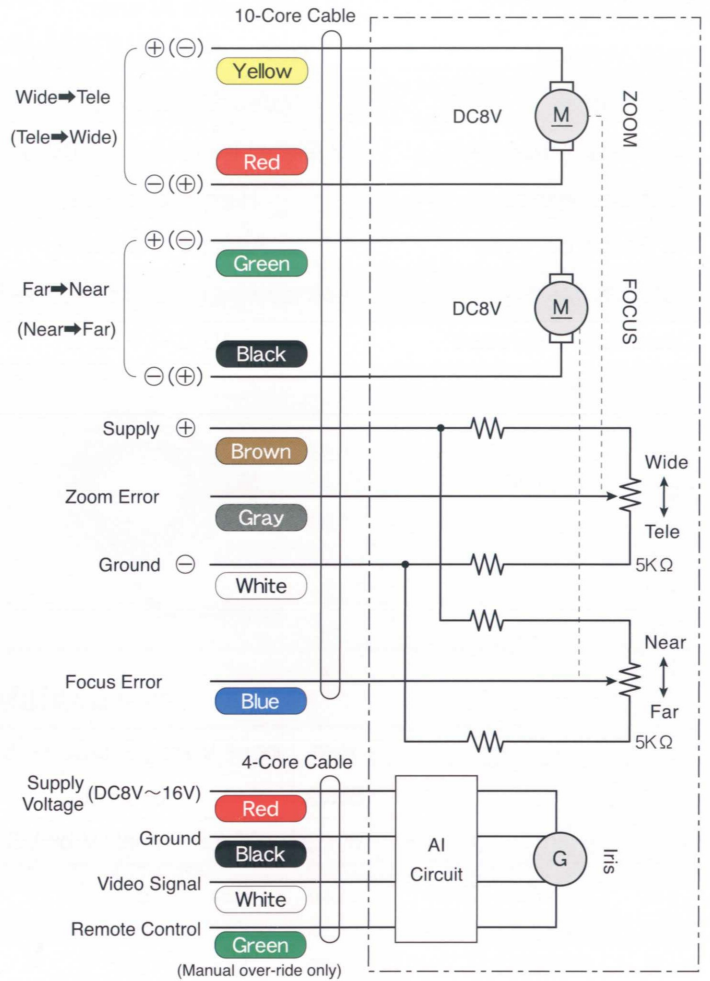 10-Core Cable
⊕(⊖)
Yellow
Wide➡Tele
(Tele➡Wide)
DC8V
M
ZOOM
Red
⊖(⊕)
⊕(⊖)
Green
Far➡Near
(Near➡Far)
DC8V
M
FOCUS
Black
⊖(⊕)
Supply ⊕
Brown
Wide
Zoom Error
Gray
Tele
Ground ⊖
White
5KΩ
Near
Focus Error
Blue
Far
5KΩ
4-Core Cable
Supply
Voltage
(DC8V～16V)
Red
Ground
Black
AI
Circuit
G
Iris
Video Signal
White
Remote Control
Green
(Manual over-ride only)